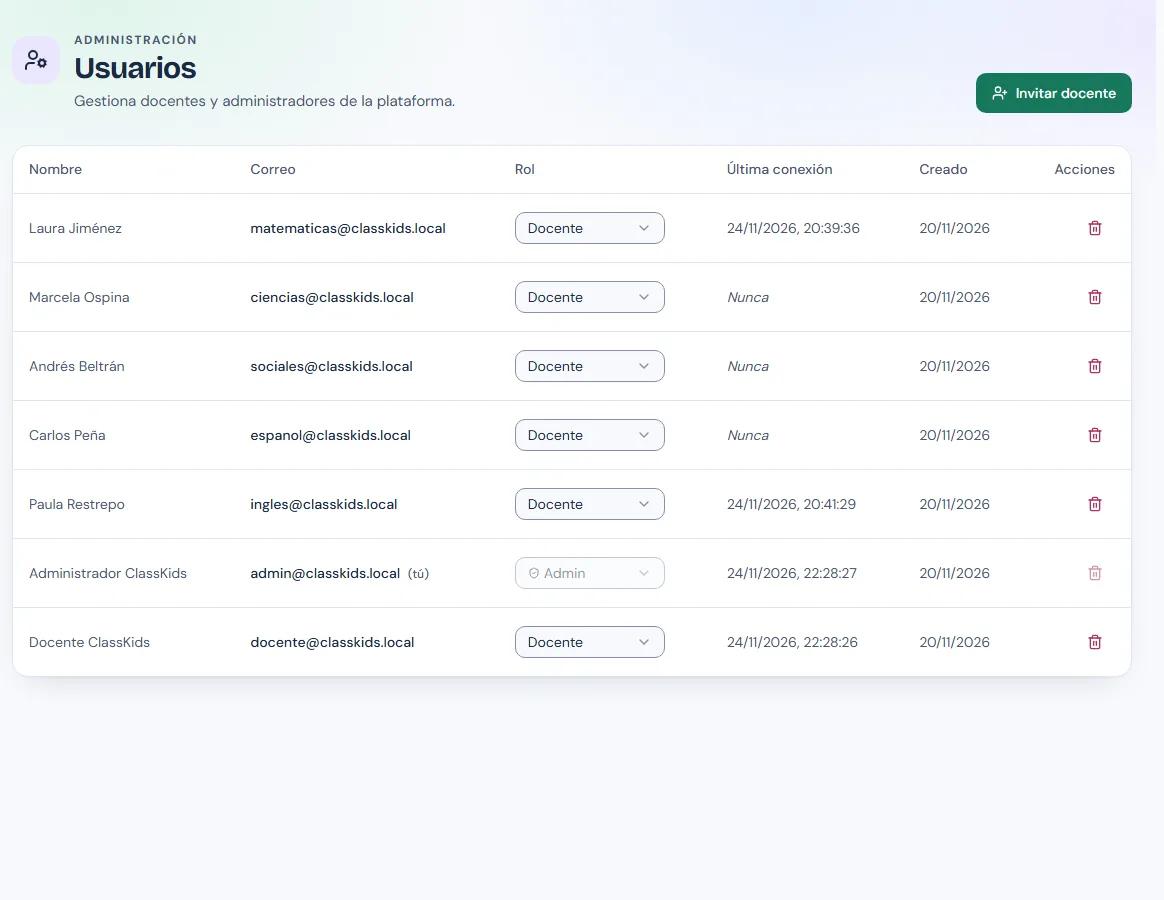 ADMINISTRACIÓN
Usuarios
Gestiona docentes y administradores de la plataforma.
Invitar docente
Nombre Correo Rol Última conexión Creado Acciones
Laura Jiménez matematicas@classkids.local Docente 24/11/2026, 20:39:36 20/11/2026
Marcela Ospina ciencias@classkids.local Docente Nunca 20/11/2026
Andrés Beltrán sociales@classkids.local Docente Nunca 20/11/2026
Carlos Peña espanol@classkids.local Docente Nunca 20/11/2026
Paula Restrepo ingles@classkids.local Docente 24/11/2026, 20:41:29 20/11/2026
Administrador ClassKids admin@classkids.local (tú) Admin 24/11/2026, 22:28:27 20/11/2026
Docente ClassKids docente@classkids.local Docente 24/11/2026, 22:28:26 20/11/2026